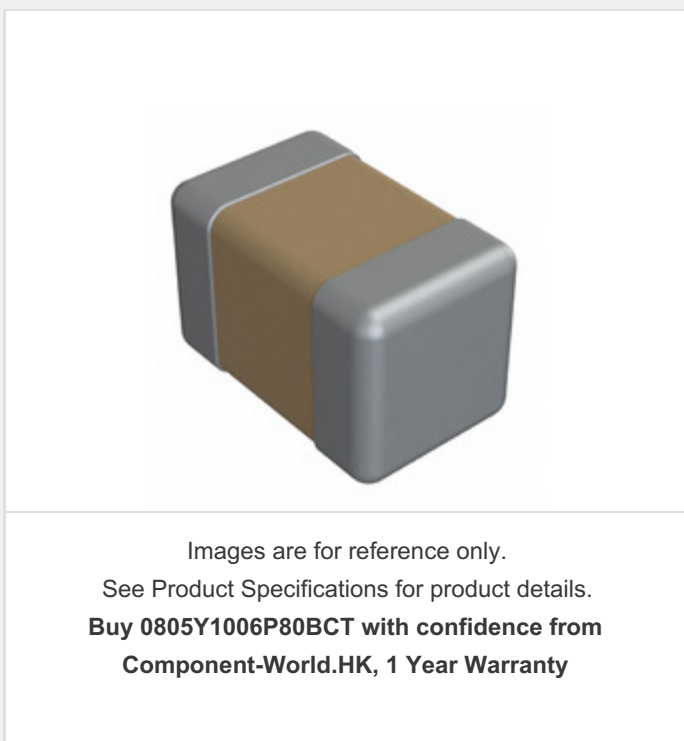 Images are for reference only.
See Product Specifications for product details.
Buy 0805Y1006P80BCT with confidence from
Component-World.HK, 1 Year Warranty